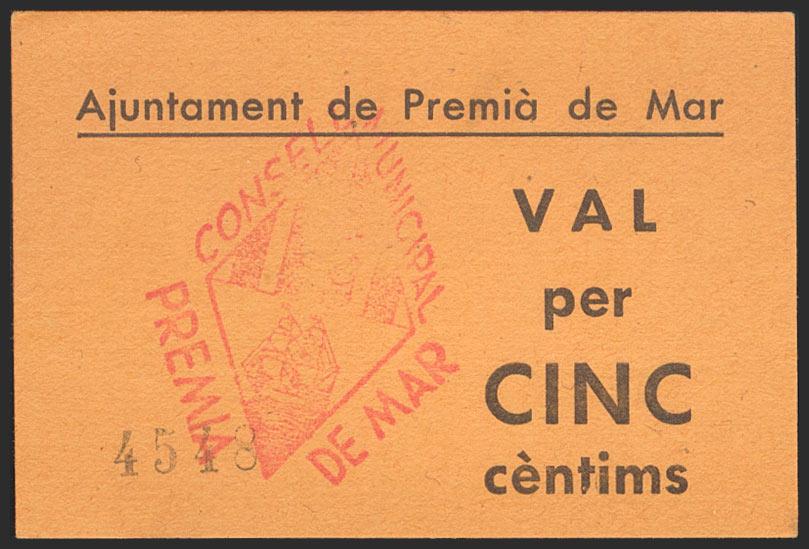 Ajuntament de Premià de Mar
CONSELL MUNICIPAL
PREMIA
DE MAR
VAL
per
CINC
cèntims
4548